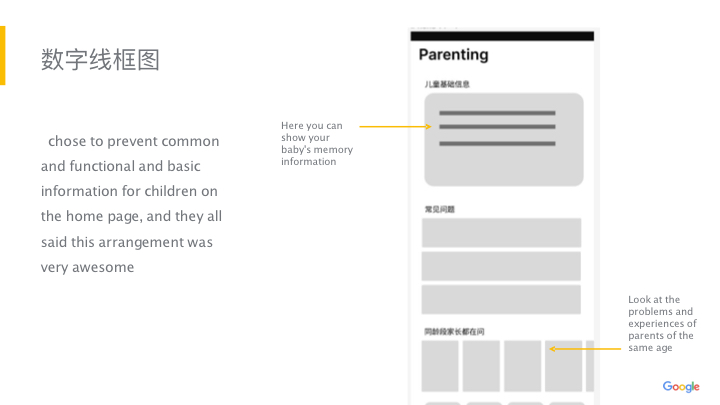 数字线框图
chose to prevent common
and functional and basic
information for children on
the home page, and they all
said this arrangement was
very awesome
Here you can
show your
baby's memory
information
Parenting
儿童基础信息
常见问题
同龄段家长都在问
Look at the
problems and
experiences of
parents of the
same age
Google